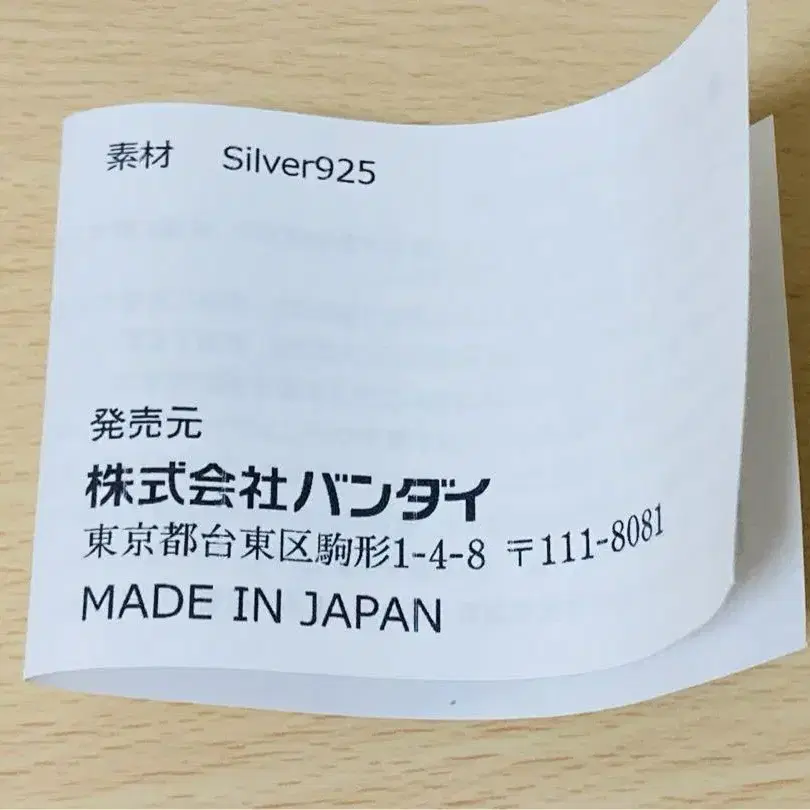 素材 Silver925
発売元
株式会社バンダイ
東京都台東区駒形1-4-8 〒111-8081
MADE IN JAPAN